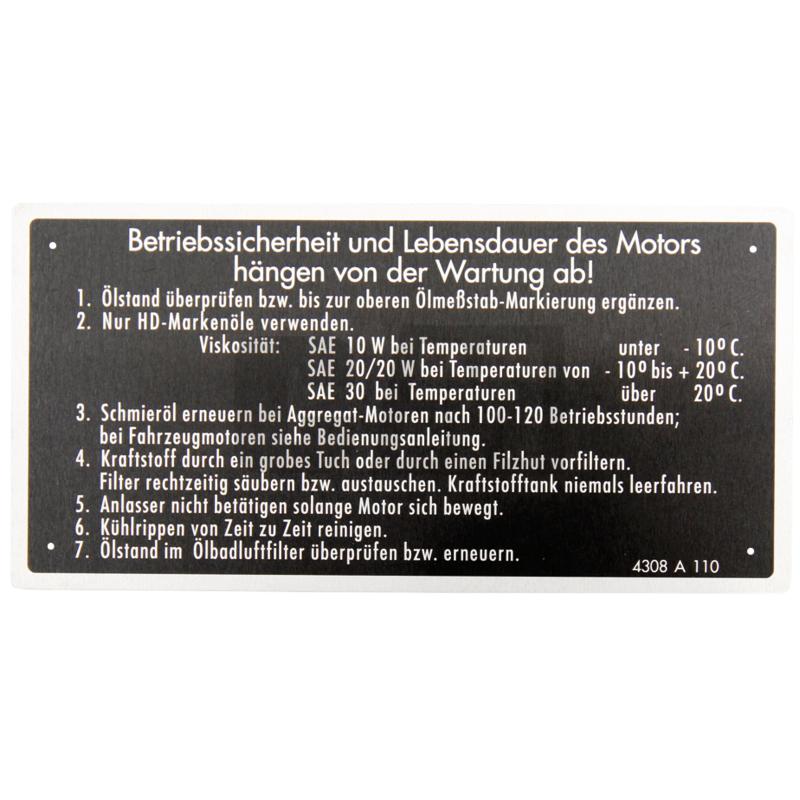 Betriebssicherheit und Lebensdauer des Motors
hängen von der Wartung ab!
1. Ölstand überprüfen bzw. bis zur oberen Ölmeßstab-Markierung ergänzen.
2. Nur HD-Markenöle verwenden.
Viskosität: SAE 10 W bei Temperaturen unter - 10º C.
SAE 20/20 W bei Temperaturen von - 10º bis + 20º C.
SAE 30 bei Temperaturen über 20º C.
3. Schmieröl erneuern bei Aggregat-Motoren nach 100-120 Betriebsstunden;
bei Fahrzeugmotoren siehe Bedienungsanleitung.
4. Kraftstoff durch ein grobes Tuch oder durch einen Filzhut vorfiltern.
Filter rechtzeitig säubern bzw. austauschen. Kraftstofftank niemals leerfahren.
5. Anlasser nicht betätigen solange Motor sich bewegt.
6. Kühlrippen von Zeit zu Zeit reinigen.
7. Ölstand im Ölbadluftfilter überprüfen bzw. erneuern.
4308 A 110